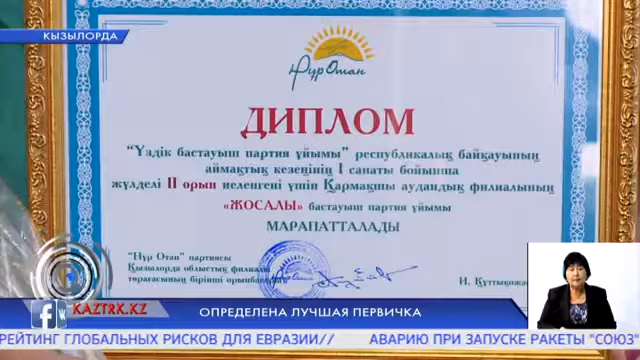 КЫЗЫЛОРДА
Нұр Отан
ДИПЛОМ
"Үздік бастауыш партия ұйымы" республикалық байқауының
аймақтық кезеңінің I санаты бойынша
жүлделі II орын иеленгені үшін Қармақшы аудандық филиалының
«ЖОСАЛЫ» бастауыш партия ұйымы
МАРАПАТТАЛАДЫ
"Нұр Отан" партиясы
Қызылорда облыстық филиалы
төрағасының бірінші орынбасары
И. Құттықожа
KAZTRK.KZ
ОПРЕДЕЛЕНА ЛУЧШАЯ ПЕРВИЧКА
РЕЙТИНГ ГЛОБАЛЬНЫХ РИСКОВ ДЛЯ ЕВРАЗИИ// АВАРИЮ ПРИ ЗАПУСКЕ РАКЕТЫ "СОЮЗ"